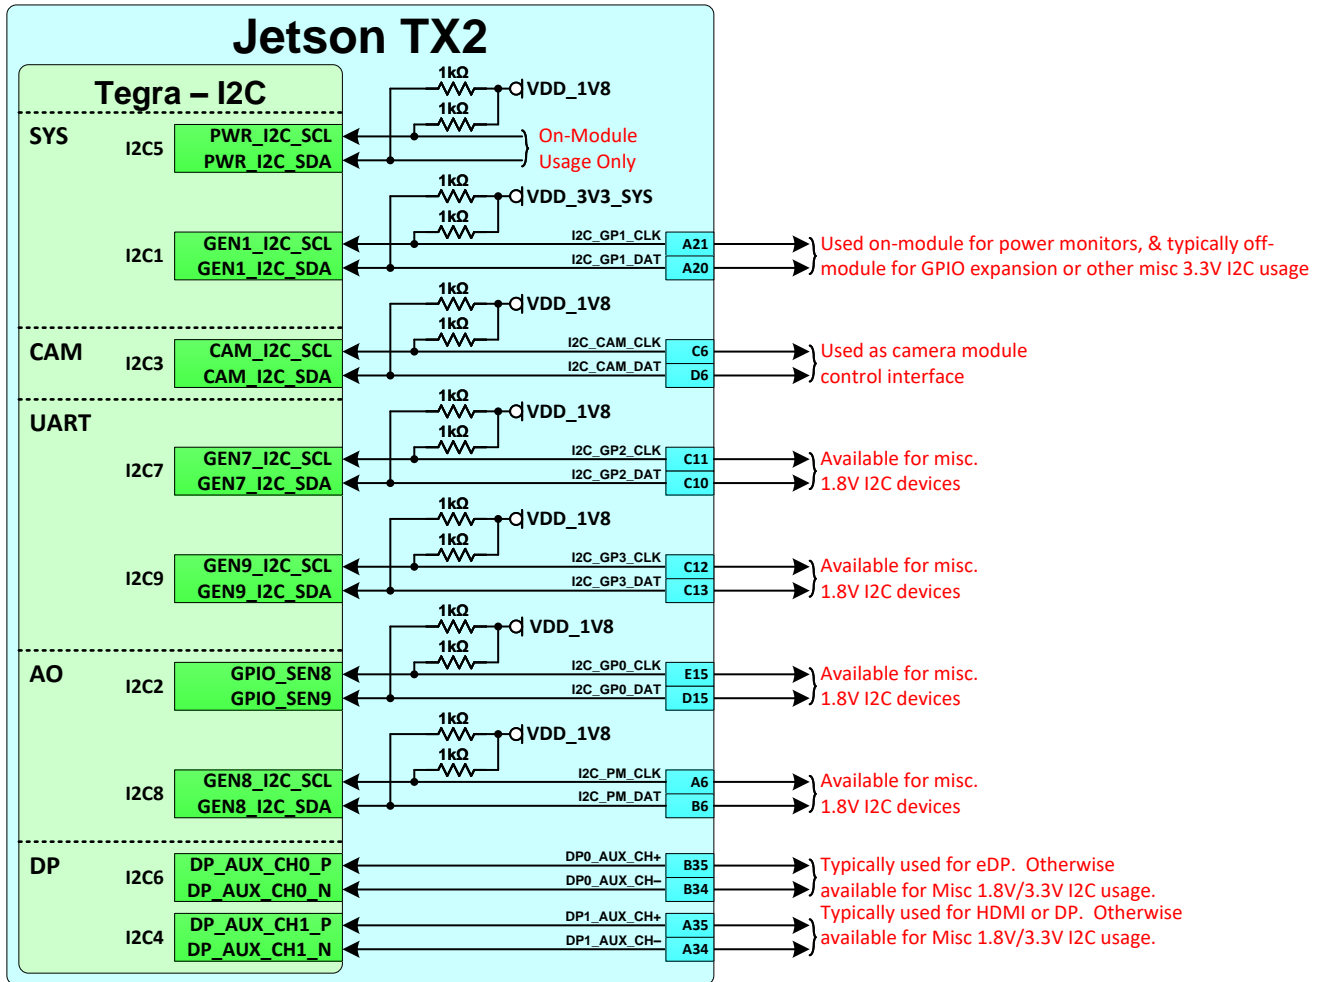 Jetson TX2
Tegra – I2C
1kΩ
VDD_1V8
1kΩ
SYS
I2C5
PWR_I2C_SCL
PWR_I2C_SDA
On-Module
Usage Only
1kΩ
VDD_3V3_SYS
1kΩ
I2C1
GEN1_I2C_SCL
GEN1_I2C_SDA
I2C_GP1_CLK
I2C_GP1_DAT
A21
A20
Used on-module for power monitors, & typically off-
module for GPIO expansion or other misc 3.3V I2C usage
1kΩ
VDD_1V8
1kΩ
CAM
I2C3
CAM_I2C_SCL
CAM_I2C_SDA
I2C_CAM_CLK
I2C_CAM_DAT
C6
D6
Used as camera module
control interface
1kΩ
VDD_1V8
1kΩ
UART
I2C7
GEN7_I2C_SCL
GEN7_I2C_SDA
I2C_GP2_CLK
I2C_GP2_DAT
C11
C10
Available for misc.
1.8V I2C devices
1kΩ
VDD_1V8
1kΩ
I2C9
GEN9_I2C_SCL
GEN9_I2C_SDA
I2C_GP3_CLK
I2C_GP3_DAT
C12
C13
Available for misc.
1.8V I2C devices
1kΩ
VDD_1V8
1kΩ
AO
I2C2
GPIO_SEN8
GPIO_SEN9
I2C_GP0_CLK
I2C_GP0_DAT
E15
D15
Available for misc.
1.8V I2C devices
1kΩ
VDD_1V8
1kΩ
I2C8
GEN8_I2C_SCL
GEN8_I2C_SDA
I2C_PM_CLK
I2C_PM_DAT
A6
B6
Available for misc.
1.8V I2C devices
DP
I2C6
DP_AUX_CH0_P
DP_AUX_CH0_N
DP0_AUX_CH+
DP0_AUX_CH–
B35
B34
Typically used for eDP.  Otherwise
available for Misc 1.8V/3.3V I2C usage.
I2C4
DP_AUX_CH1_P
DP_AUX_CH1_N
DP1_AUX_CH+
DP1_AUX_CH–
A35
A34
Typically used for HDMI or DP.  Otherwise
available for Misc 1.8V/3.3V I2C usage.